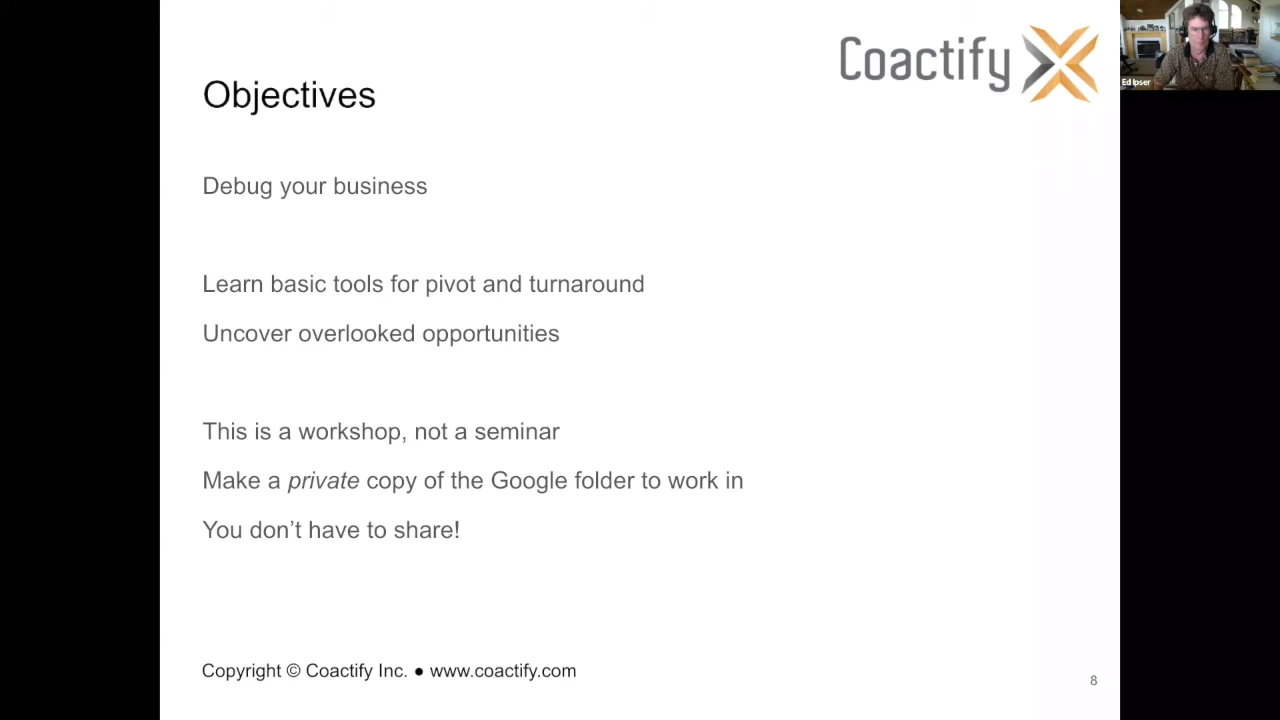 Coactify
Ed Ipser
Objectives
Debug your business
Learn basic tools for pivot and turnaround
Uncover overlooked opportunities
This is a workshop, not a seminar
Make a private copy of the Google folder to work in
You don’t have to share!
Copyright © Coactify Inc. ● www.coactify.com
8